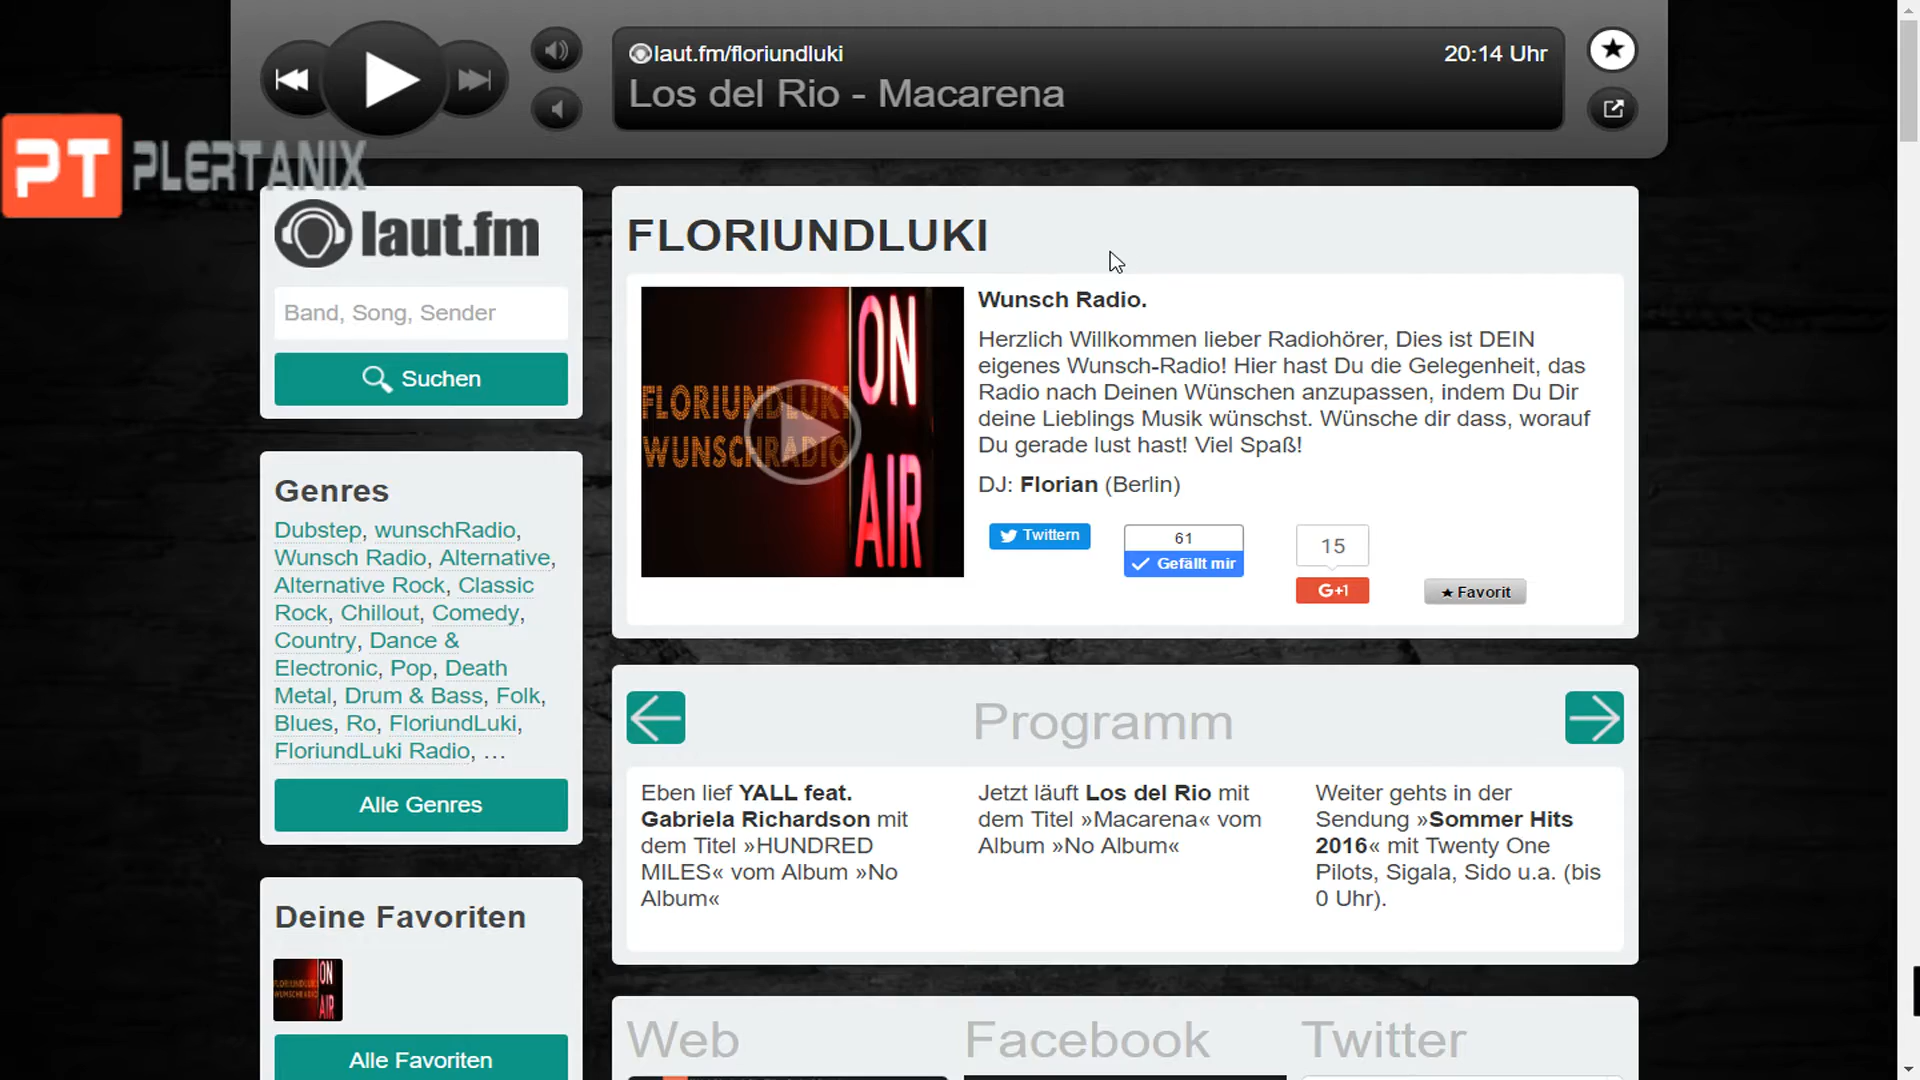 laut.fm/floriundluki
20:14 Uhr
Los del Rio - Macarena
PT PLERTANIX
laut.fm
Band, Song, Sender
Suchen
Genres
Dubstep, wunschRadio,
Wunsch Radio, Alternative,
Alternative Rock, Classic
Rock, Chillout, Comedy,
Country, Dance &
Electronic, Pop, Death
Metal, Drum & Bass, Folk,
Blues, Ro, FloriundLuki,
FloriundLuki Radio, ...
Alle Genres
Deine Favoriten
FLORIUNDLUKI
WUNSCHRADIO
ON
AIR
Alle Favoriten
FLORIUNDLUKI
FLORIUNDLUKI
WUNSCHRADIO
ON
AIR
Wunsch Radio.
Herzlich Willkommen lieber Radiohörer, Dies ist DEIN
eigenes Wunsch-Radio! Hier hast Du die Gelegenheit, das
Radio nach Deinen Wünschen anzupassen, indem Du Dir
deine Lieblings Musik wünschst. Wünsche dir dass, worauf
Du gerade lust hast! Viel Spaß!
DJ: Florian (Berlin)
Twittern
61
Gefällt mir
15
G+1
★ Favorit
Programm
Eben lief YALL feat.
Gabriela Richardson mit
dem Titel »HUNDRED
MILES« vom Album »No
Album«
Jetzt läuft Los del Rio mit
dem Titel »Macarena« vom
Album »No Album«
Weiter gehts in der
Sendung »Sommer Hits
2016« mit Twenty One
Pilots, Sigala, Sido u.a. (bis
0 Uhr).
Web
Facebook
Twitter